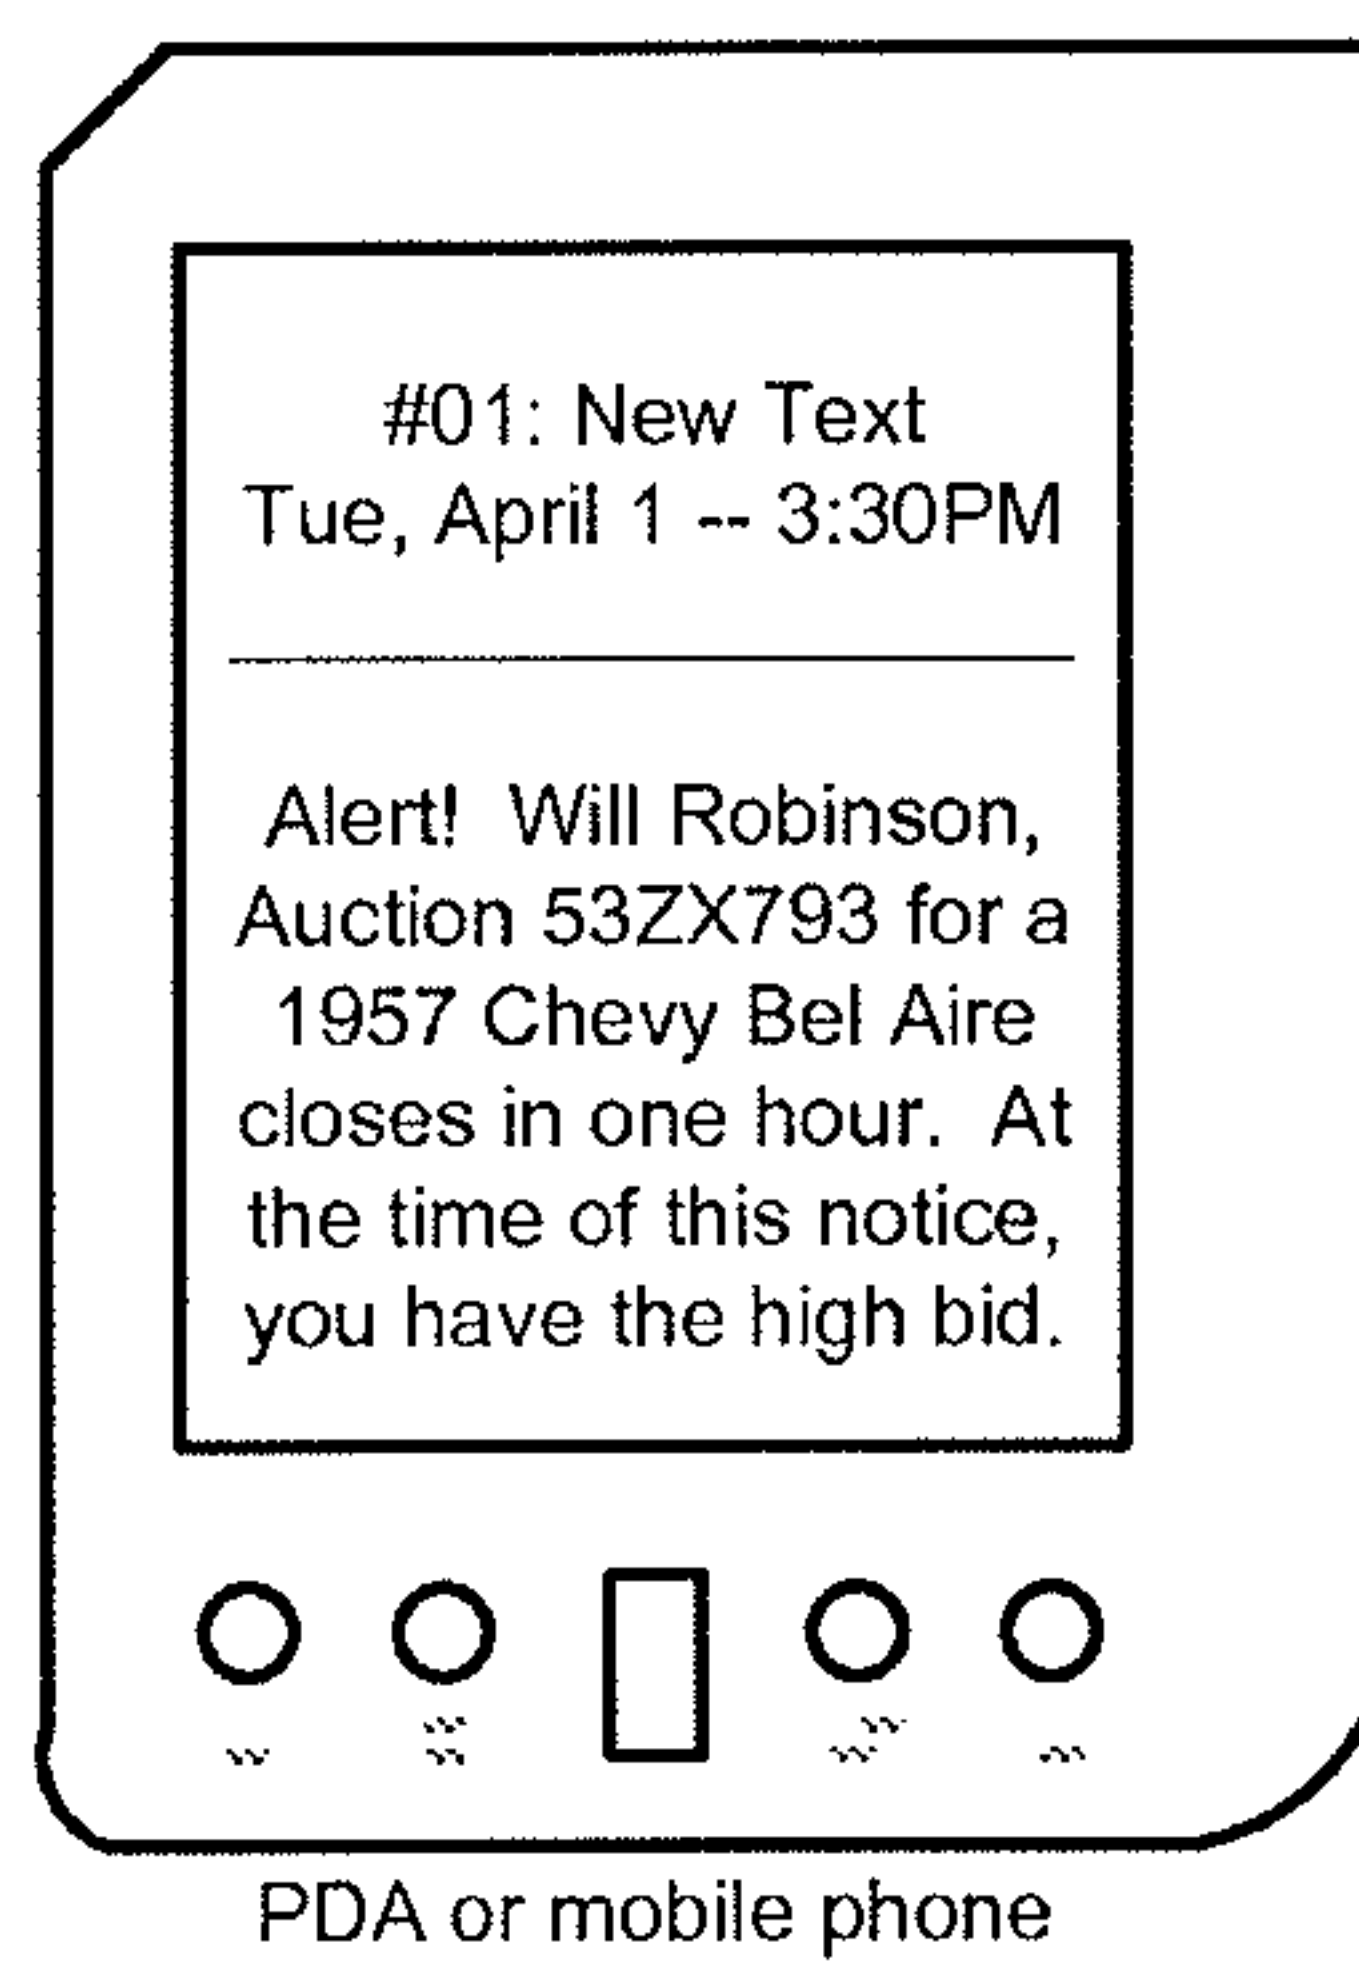 #01: New Text
Tue, April 1 -- 3:30PM
Alert!  Will Robinson,
Auction 53ZX793 for a
1957 Chevy Bel Aire
closes in one hour.  At
the time of this notice,
you have the high bid.
PDA or mobile phone